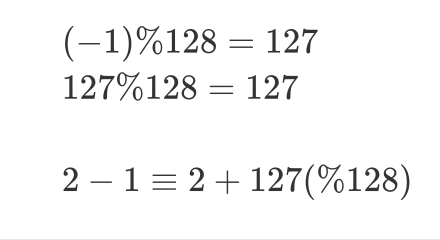 (−1)%128 = 127
127%128 = 127
2 − 1 ≡ 2 + 127(%128)